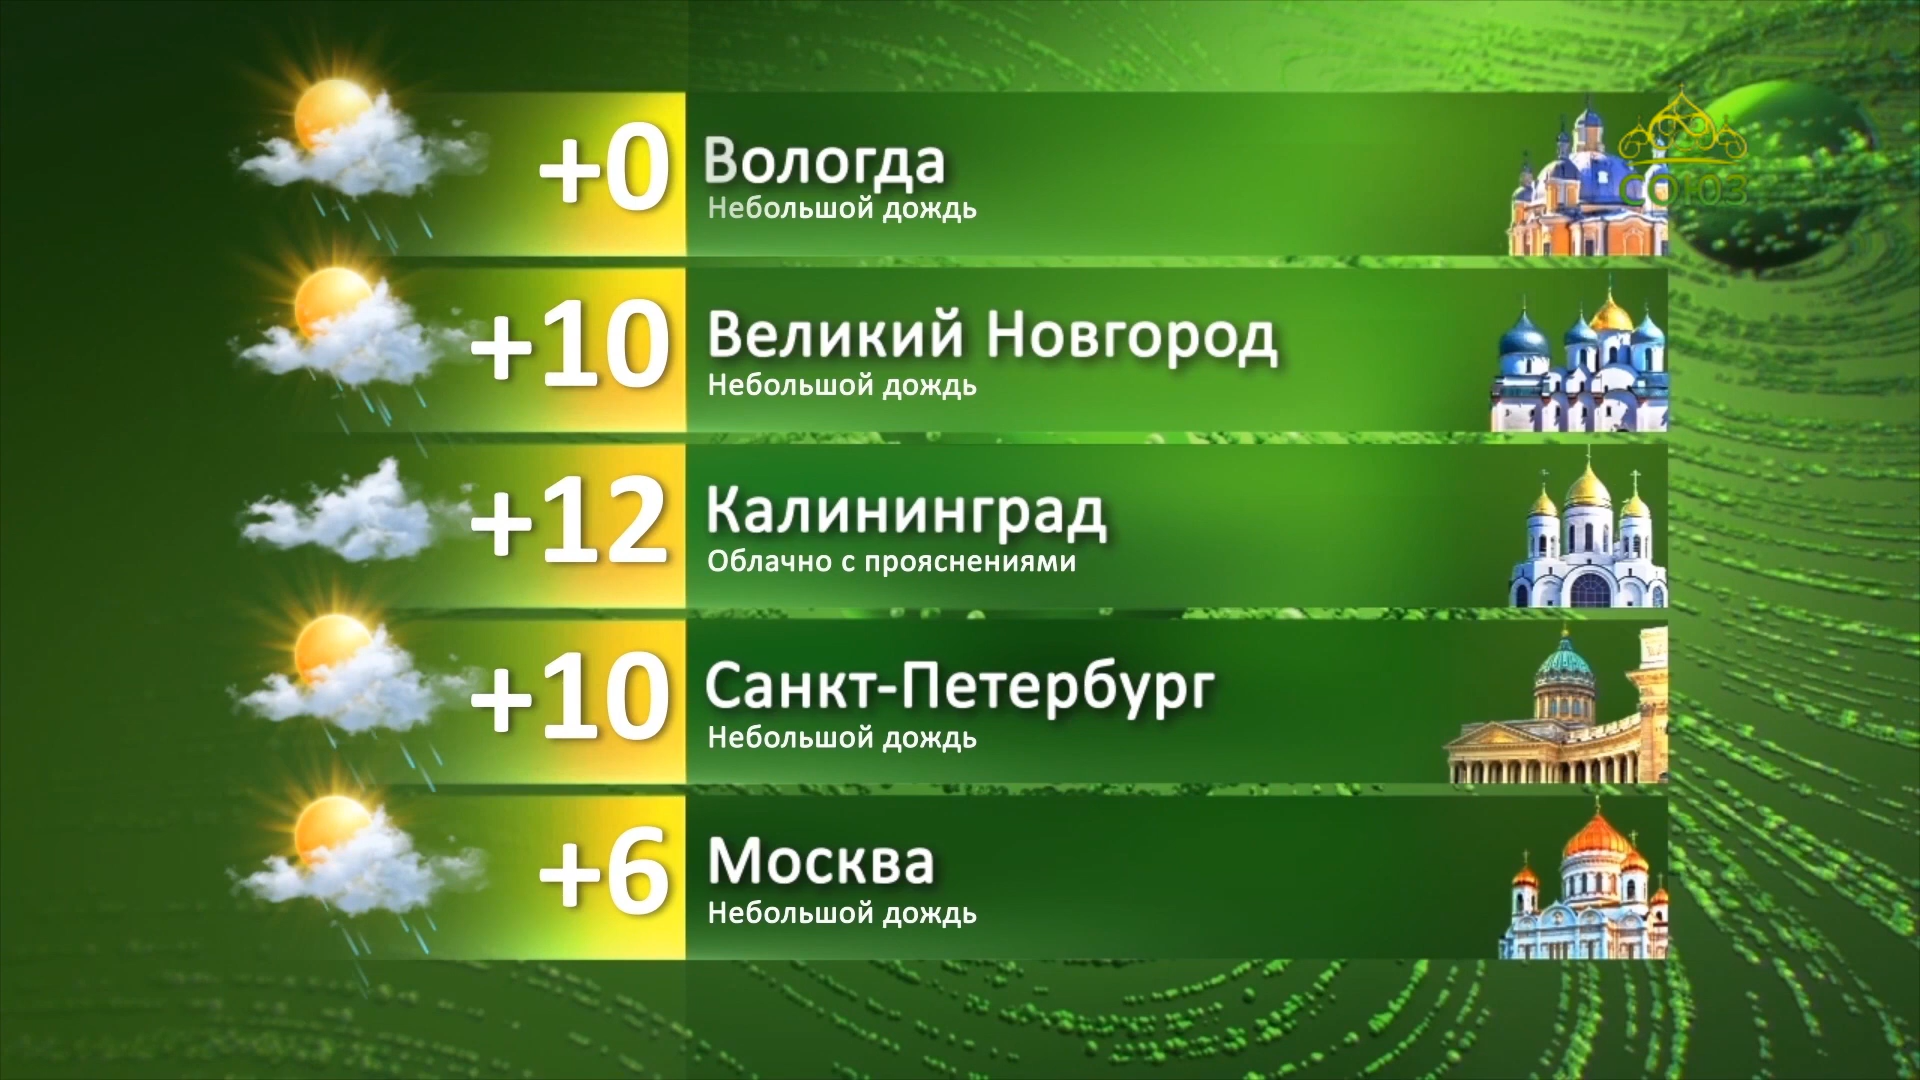 +0
Вологда
Небольшой дождь
СОЮЗ
+10
Великий Новгород
Небольшой дождь
+12
Калининград
Облачно с прояснениями
+10
Санкт-Петербург
Небольшой дождь
+6
Москва
Небольшой дождь